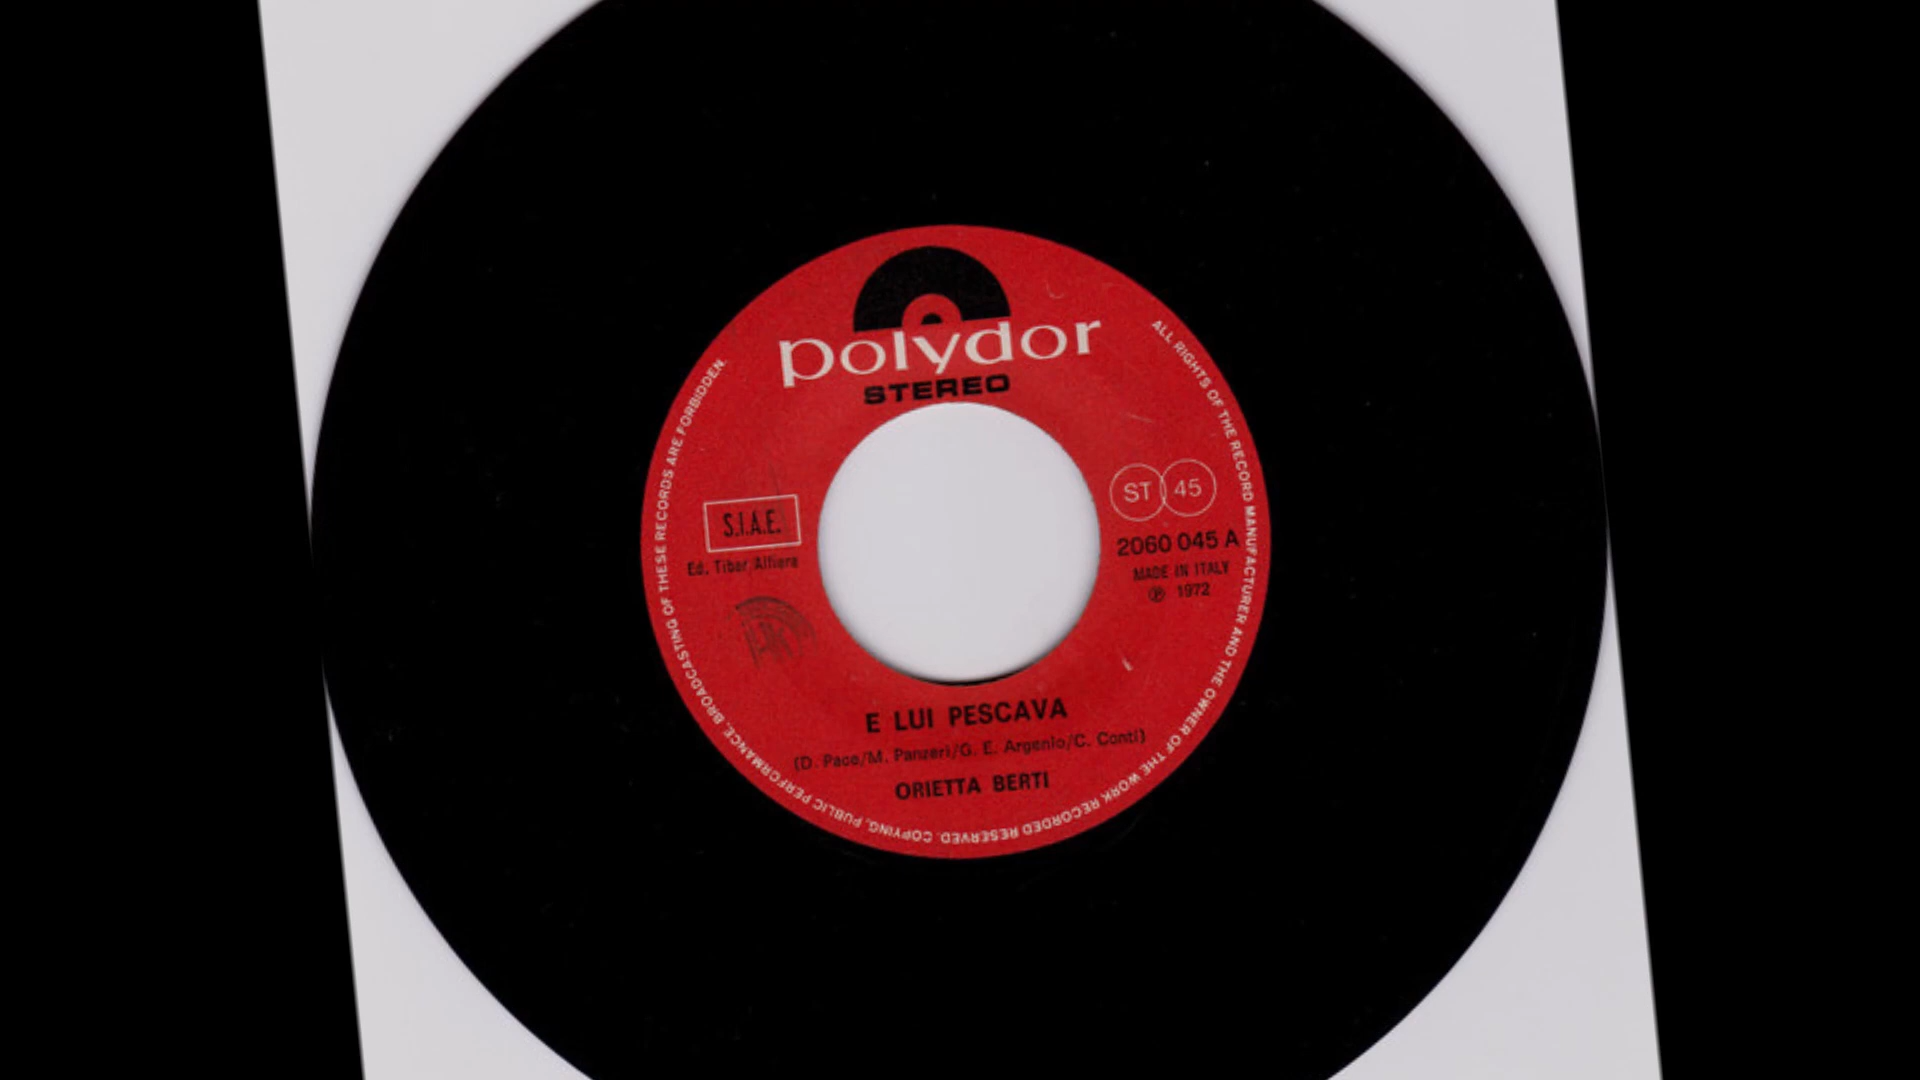 polydor
STEREO
S.I.A.E.
Ed. Tiber Alfiere
ST 45
2060 045 A
MADE IN ITALY
℗ 1972
E LUI PESCAVA
(D. Pace/M. Panzeri/G. E. Argenio/C. Conti)
ORIETTA BERTI
ALL RIGHTS OF THE RECORD MANUFACTURER AND THE OWNER OF THE WORK RECORDED RESERVED. COPYING, PUBLIC PERFORMANCE, BROADCASTING OF THESE RECORDS ARE FORBIDDEN.